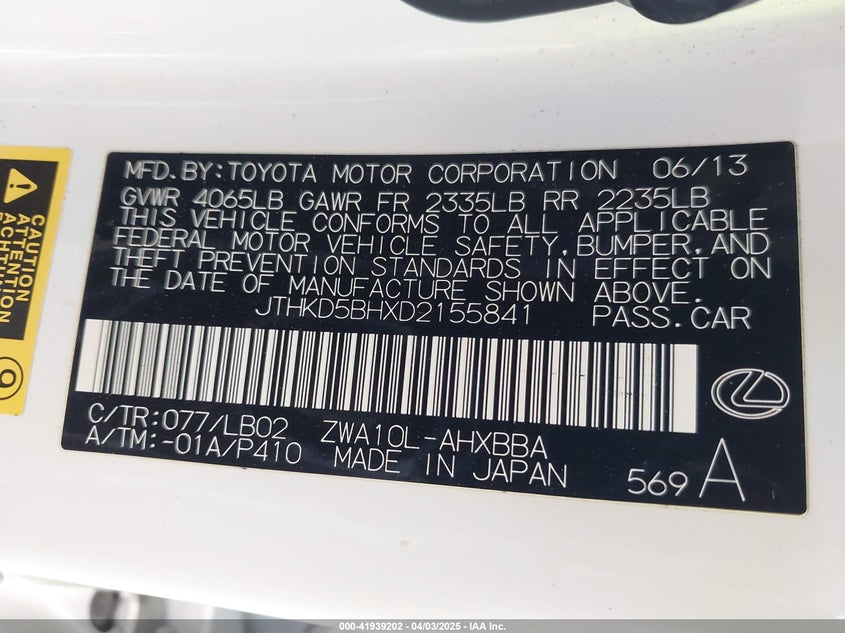 MFD.BY:TOYOTA MOTOR CORPORATION 06/13
GVWR 4065LB GAWR FR 2335LB RR 2235LB
THIS VEHICLE CONFORMS TO ALL APPLICABLE
FEDERAL MOTOR VEHICLE SAFETY,BUMPER,AND
THEFT PREVENTION STANDARDS IN EFFECT ON
THE DATE OF MANUFACTURE SHOWN ABOVE.
JTHKD5BHXD2155841 PASS.CAR
C/TR:077/LB02 ZWA10L-AHXBBA
A/TM:-01A/P410 MADE IN JAPAN
569 A
CAUTION
ATTENTION
ACHTUNG
000-41939202 - 04/03/2025 - IAA Inc.